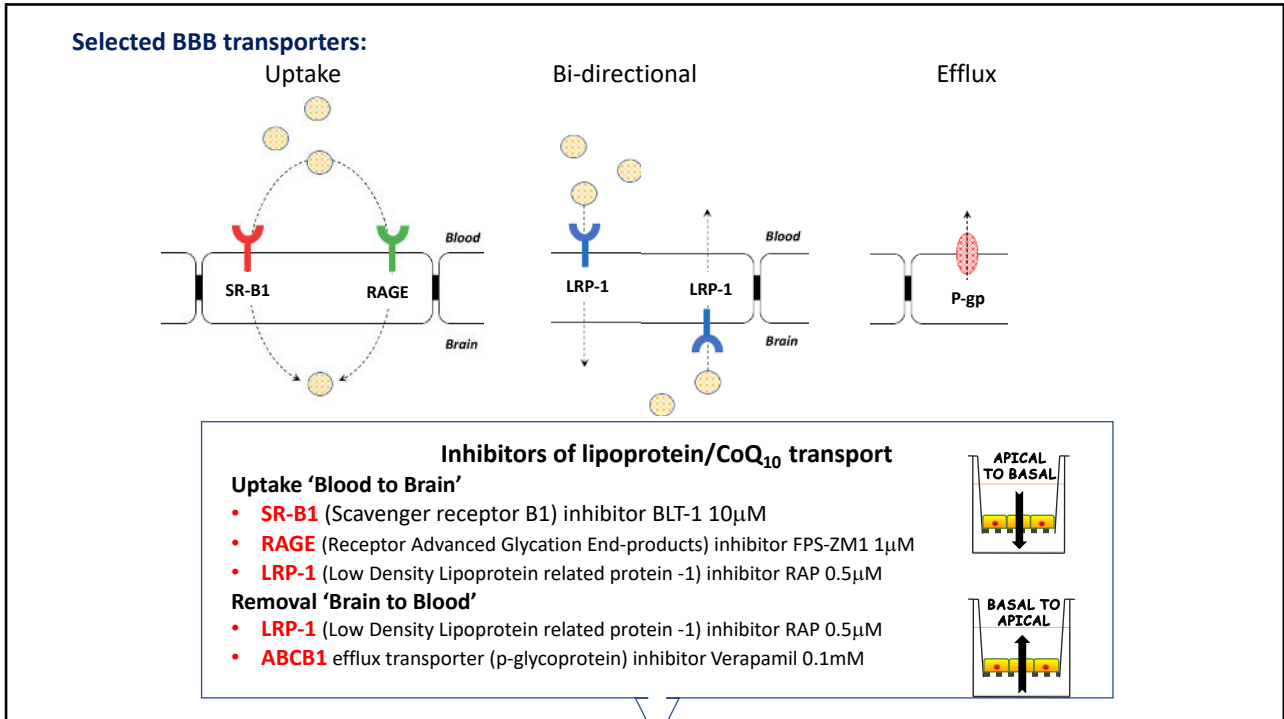 Selected BBB transporters:
Uptake
Bi-directional
Efflux
Blood
SR-B1
RAGE
Brain
Blood
LRP-1
LRP-1
Brain
P-gp
Inhibitors of lipoprotein/CoQ₁₀ transport
Uptake ‘Blood to Brain’
• SR-B1 (Scavenger receptor B1) inhibitor BLT-1 10μM
• RAGE (Receptor Advanced Glycation End-products) inhibitor FPS-ZM1 1μM
• LRP-1 (Low Density Lipoprotein related protein -1) inhibitor RAP 0.5μM
Removal ‘Brain to Blood’
• LRP-1 (Low Density Lipoprotein related protein -1) inhibitor RAP 0.5μM
• ABCB1 efflux transporter (p-glycoprotein) inhibitor Verapamil 0.1mM
APICAL
TO BASAL
BASAL TO
APICAL